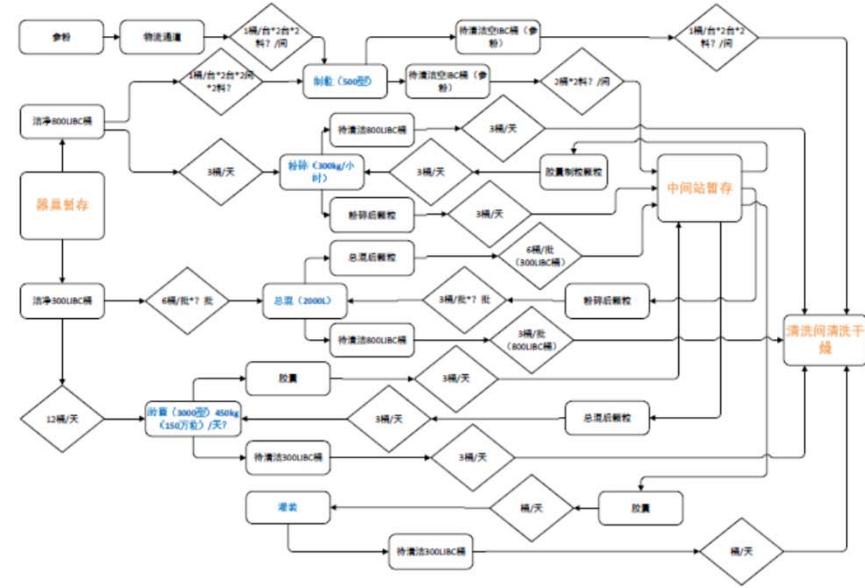 参粉
物流通道
1桶/台*2台*2
料？/间
待清洁空IBC桶（参
粉）
1桶/台*2台*2
料？/间
1桶/台*2台*2间
*2料？
制粒（500型）
待清洁空IBC桶（参
粉）
2桶*2料？/间
洁净800LIBC桶
待清洁800LIBC桶
3桶/天
3桶/天
粉碎（300kg/小
时）
3桶/天
胶囊制粒颗粒
中间站暂存
器皿暂存
粉碎后颗粒
3桶/天
总混后颗粒
6桶/批
（300LIBC桶）
洁净300LIBC桶
6桶/批*？批
总混（2000L）
3桶/批*？批
粉碎后颗粒
待清洁800LIBC桶
3桶/批
（800LIBC桶）
清洗间清洗干
燥
胶囊
3桶/天
12桶/天
（3000型）450kg
（150万粒）/天？
3桶/天
总混后颗粒
待清洁300LIBC桶
3桶/天
灌装
桶/天
胶囊
待清洁300LIBC桶
桶/天